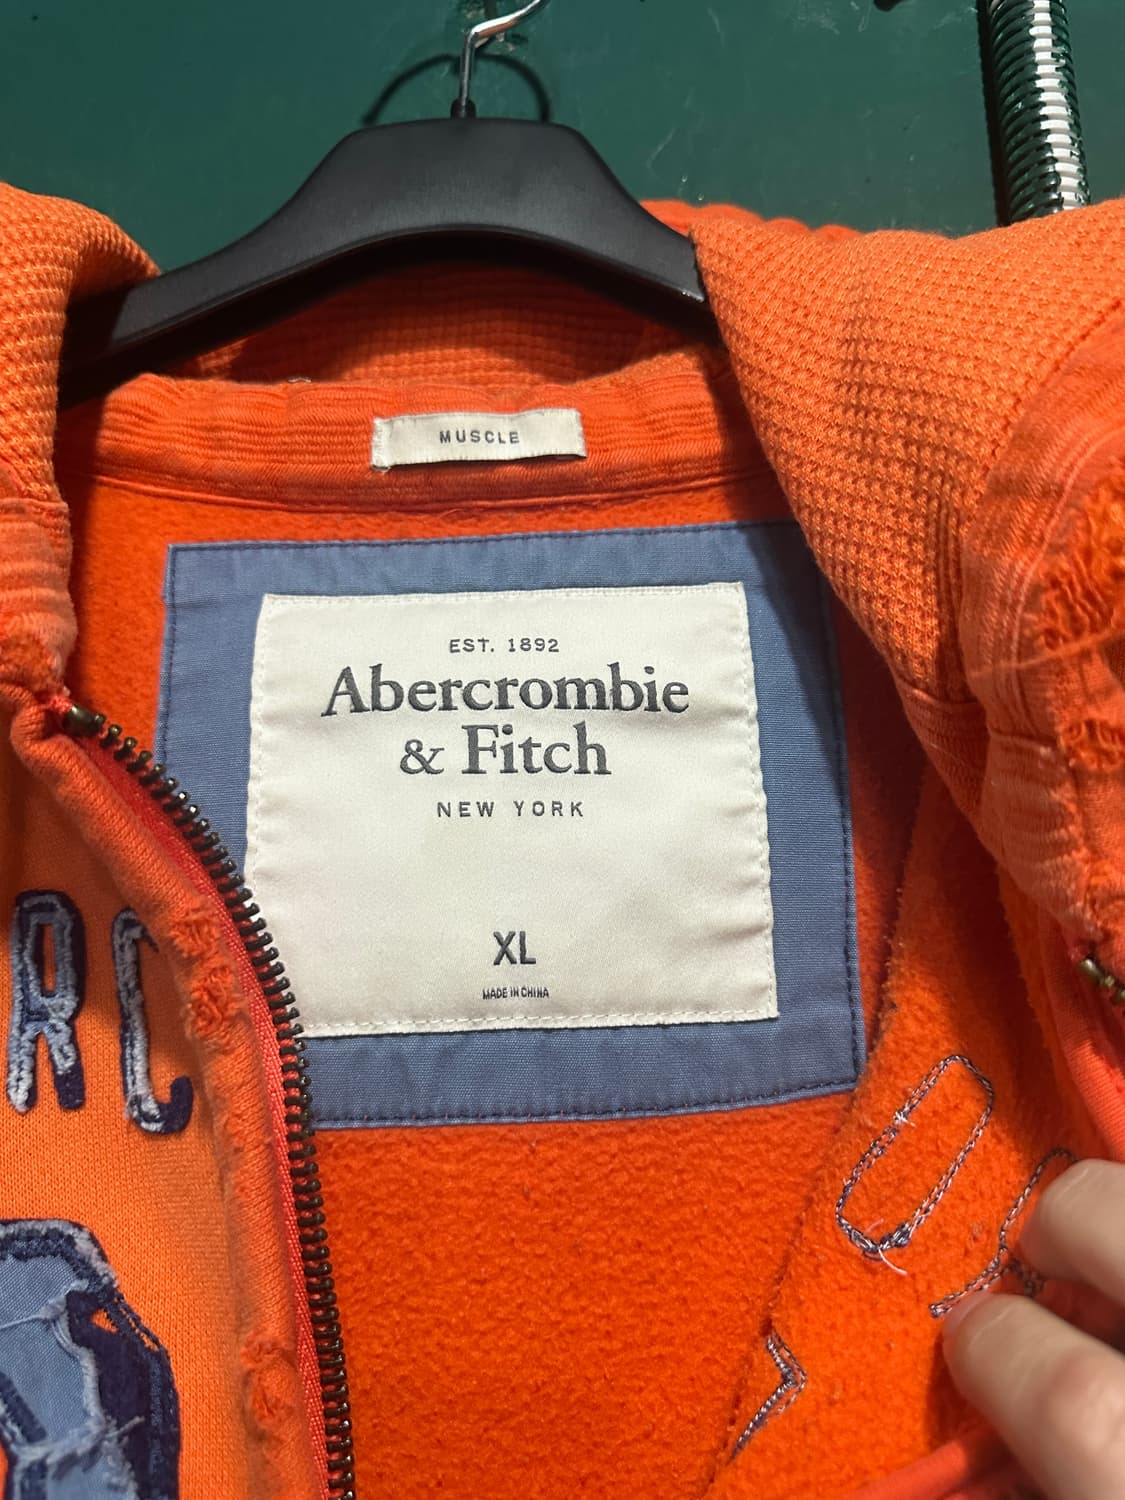 MUSCLE
EST. 1892
Abercrombie
& Fitch
NEW YORK
XL
MADE IN CHINA
RC